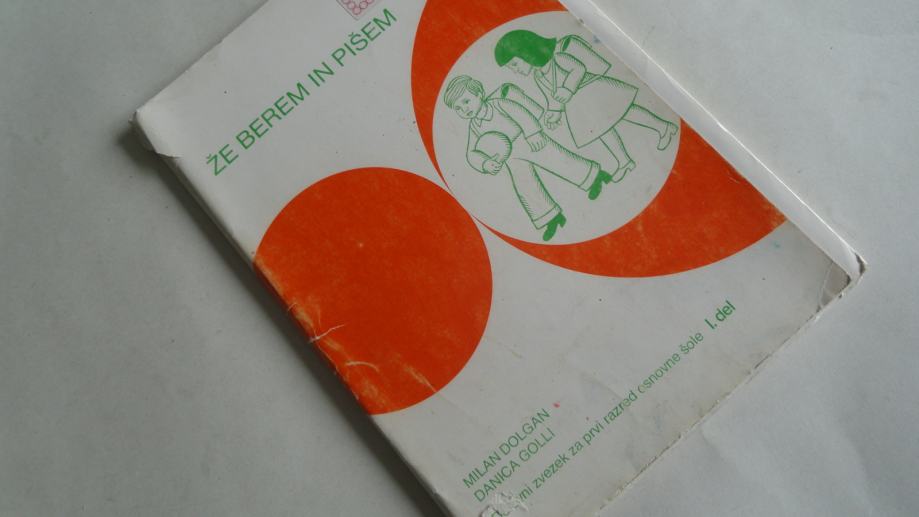 ŽE BEREM IN PIŠEM
MILAN DOLGAN
DANICA GOLLI
zvezek za prvi razred osnovne šole I. del